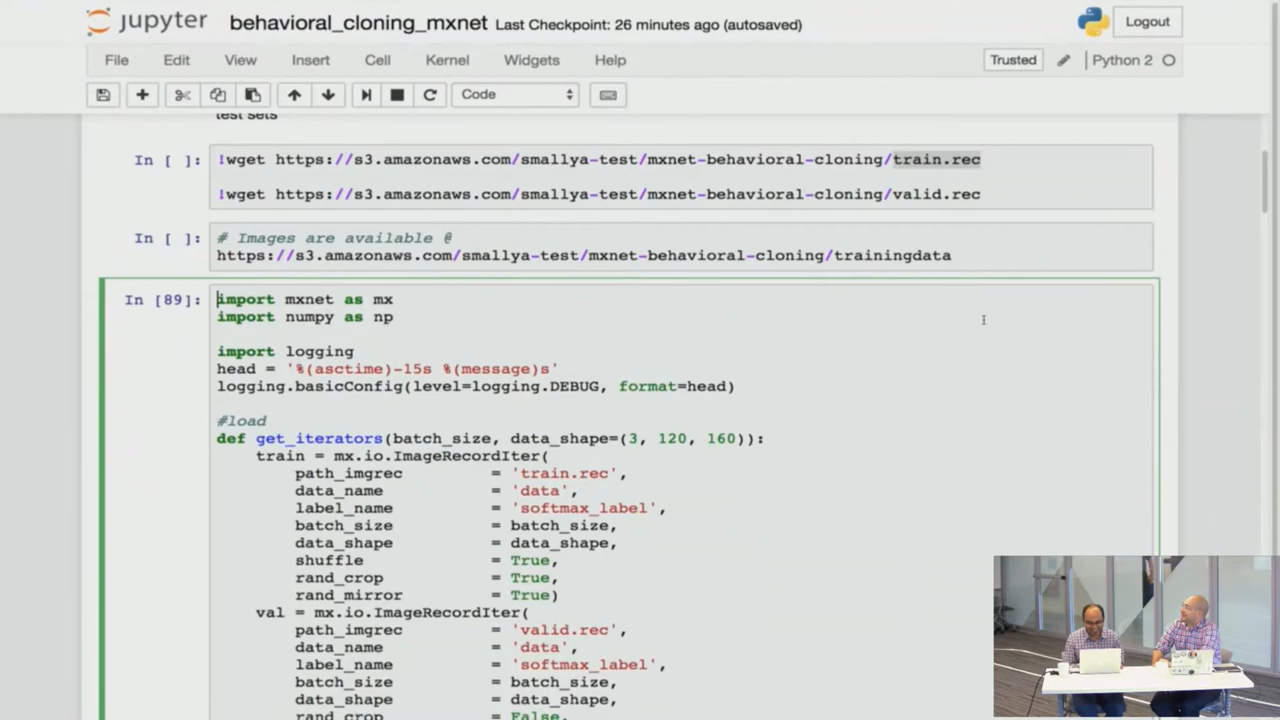 jupyter behavioral_cloning_mxnet Last Checkpoint: 26 minutes ago (autosaved) Logout
File Edit View Insert Cell Kernel Widgets Help Trusted Python 2
Code
test sets
In [ ]: !wget https://s3.amazonaws.com/smallya-test/mxnet-behavioral-cloning/train.rec
!wget https://s3.amazonaws.com/smallya-test/mxnet-behavioral-cloning/valid.rec
In [ ]: # Images are available @
https://s3.amazonaws.com/smallya-test/mxnet-behavioral-cloning/trainingdata
In [89]: import mxnet as mx
import numpy as np
import logging
head = '%(asctime)-15s %(message)s'
logging.basicConfig(level=logging.DEBUG, format=head)
#load
def get_iterators(batch_size, data_shape=(3, 120, 160)):
train = mx.io.ImageRecordIter(
path_imgrec = 'train.rec',
data_name = 'data',
label_name = 'softmax_label',
batch_size = batch_size,
data_shape = data_shape,
shuffle = True,
rand_crop = True,
rand_mirror = True)
val = mx.io.ImageRecordIter(
path_imgrec = 'valid.rec',
data_name = 'data',
label_name = 'softmax_label',
batch_size = batch_size,
data_shape = data_shape,
rand_crop = False,